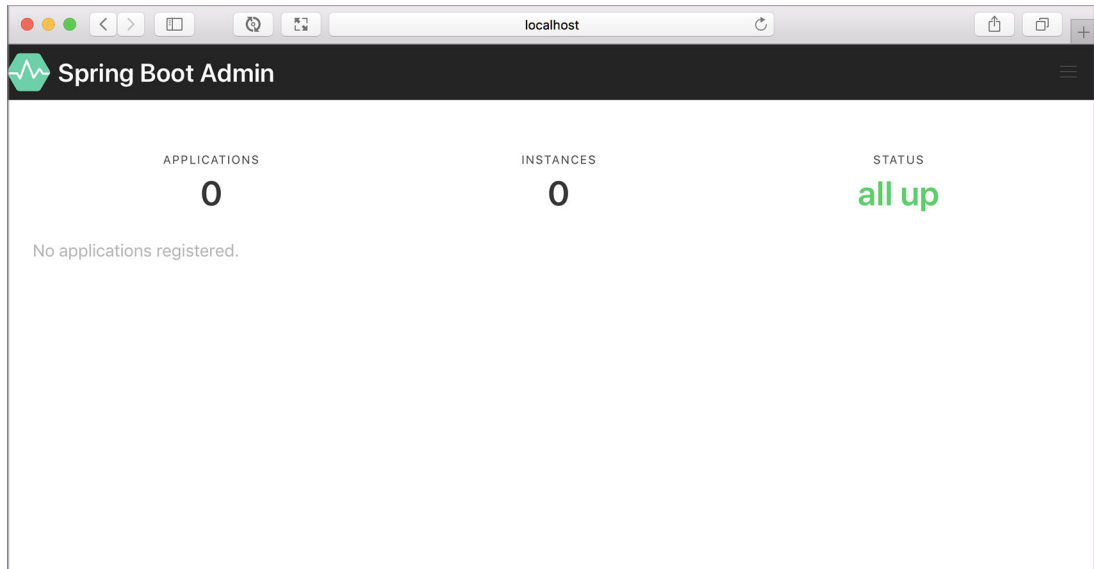 localhost
Spring Boot Admin
APPLICATIONS
0
INSTANCES
0
STATUS
all up
No applications registered.